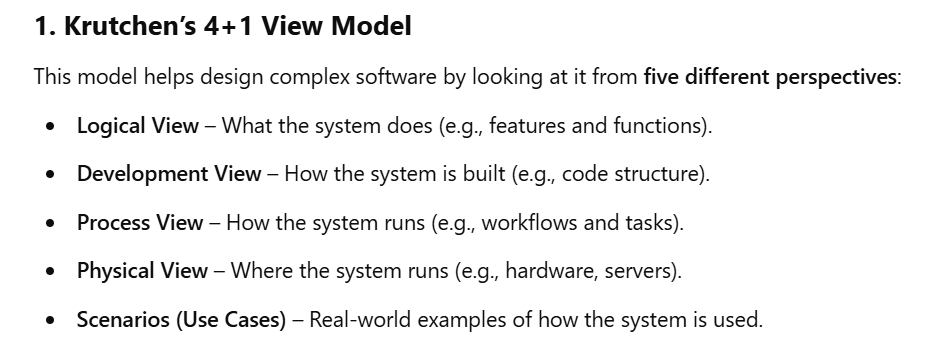 1. Krutchen’s 4+1 View Model
This model helps design complex software by looking at it from five different perspectives:
• Logical View – What the system does (e.g., features and functions).
• Development View – How the system is built (e.g., code structure).
• Process View – How the system runs (e.g., workflows and tasks).
• Physical View – Where the system runs (e.g., hardware, servers).
• Scenarios (Use Cases) – Real-world examples of how the system is used.